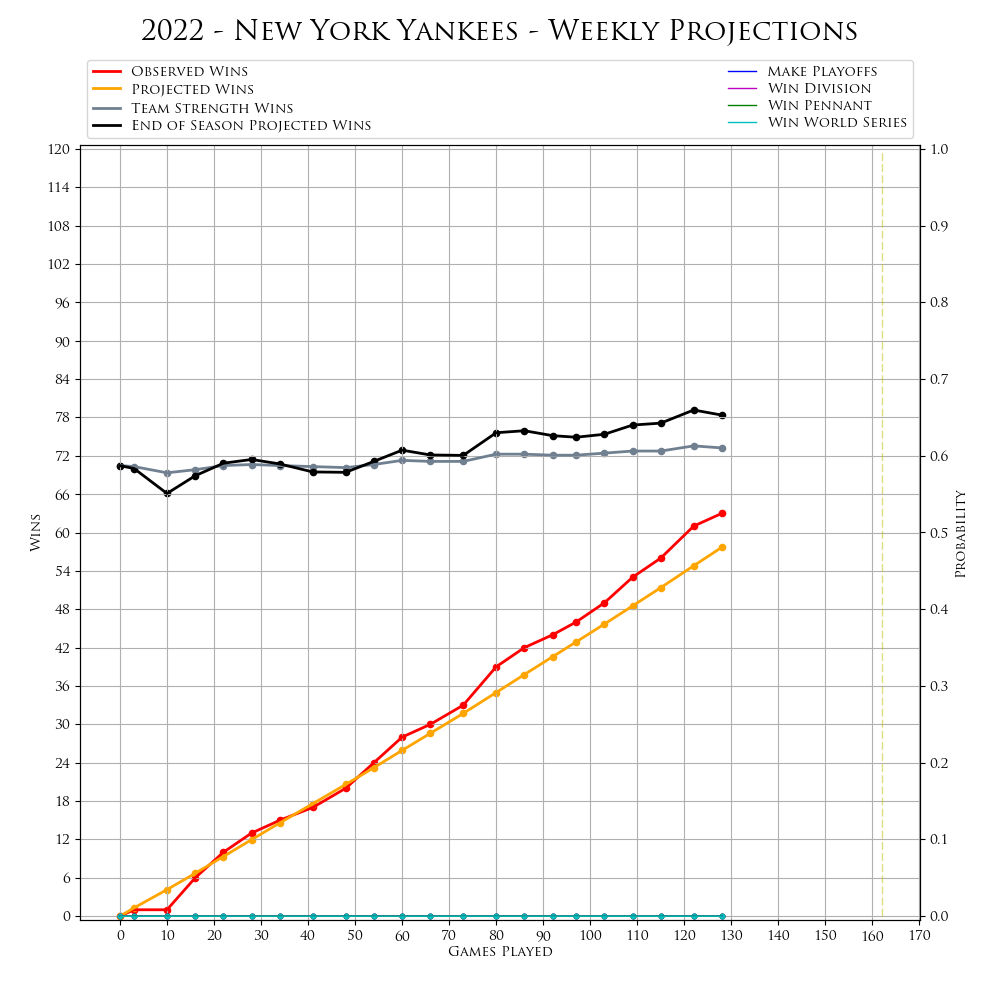 2022 - New York Yankees - Weekly Projections
Observed Wins
Projected Wins
Team Strength Wins
End of Season Projected Wins
Make Playoffs
Win Division
Win Pennant
Win World Series
120
114
108
102
96
90
84
78
72
66
60
54
48
42
36
30
24
18
12
6
0
Wins
1.0
0.9
0.8
0.7
0.6
0.5
0.4
0.3
0.2
0.1
0.0
Probability
0 10 20 30 40 50 60 70 80 90 100 110 120 130 140 150 160 170
Games Played